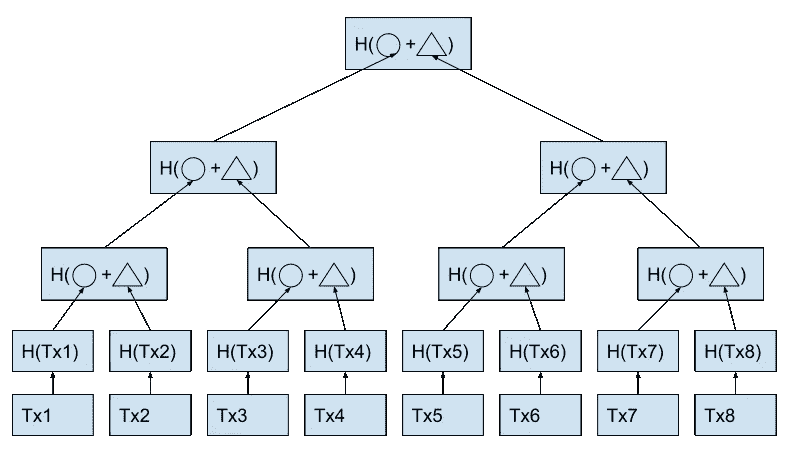 H(○+△)
H(○+△) H(○+△)
H(○+△) H(○+△) H(○+△) H(○+△)
H(Tx1) H(Tx2) H(Tx3) H(Tx4) H(Tx5) H(Tx6) H(Tx7) H(Tx8)
Tx1 Tx2 Tx3 Tx4 Tx5 Tx6 Tx7 Tx8